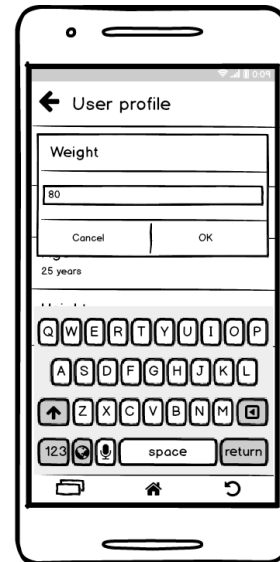 0:09
User profile
Weight
80
Cancel OK
25 years
Q W E R T Y U I O P
A S D F G H J K L
Z X C V B N M
123 space return